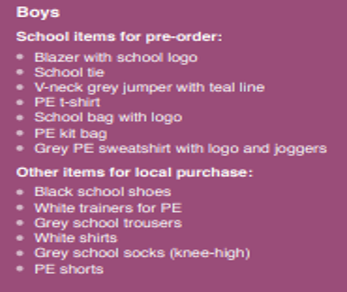 Boys
School items for pre-order:
• Blazer with school logo
• School tie
• V-neck grey jumper with teal line
• PE t-shirt
• School bag with logo
• PE kit bag
• Grey PE sweatshirt with logo and joggers
Other items for local purchase:
• Black school shoes
• White trainers for PE
• Grey school trousers
• White shirts
• Grey school socks (knee-high)
• PE shorts